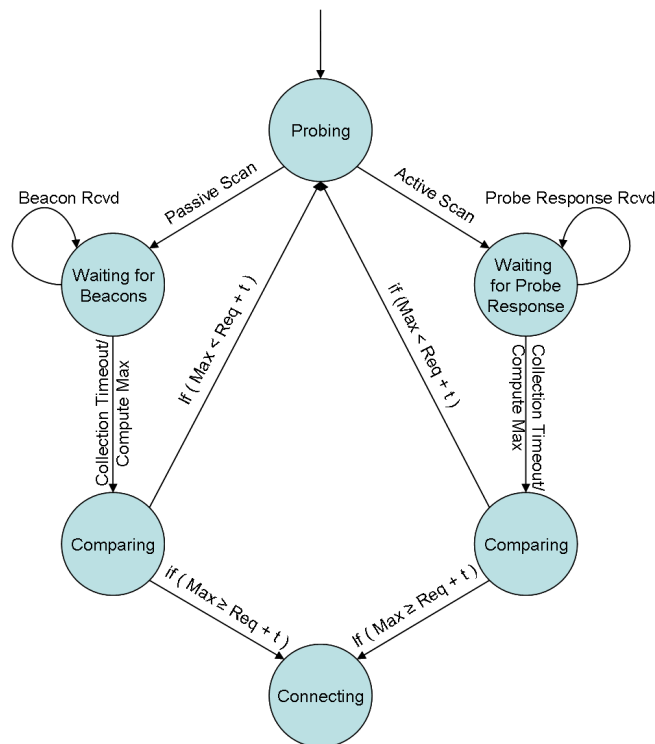 Probing
Passive Scan
Active Scan
Beacon Rcvd
Probe Response Rcvd
Waiting for
Beacons
Waiting
for Probe
Response
If ( Max < Req + t )
if (Max < Req + t )
Collection Timeout/
Compute Max
Collection Timeout/
Compute Max
Comparing
Comparing
if ( Max ≥ Req + t )
If ( Max ≥ Req + t )
Connecting